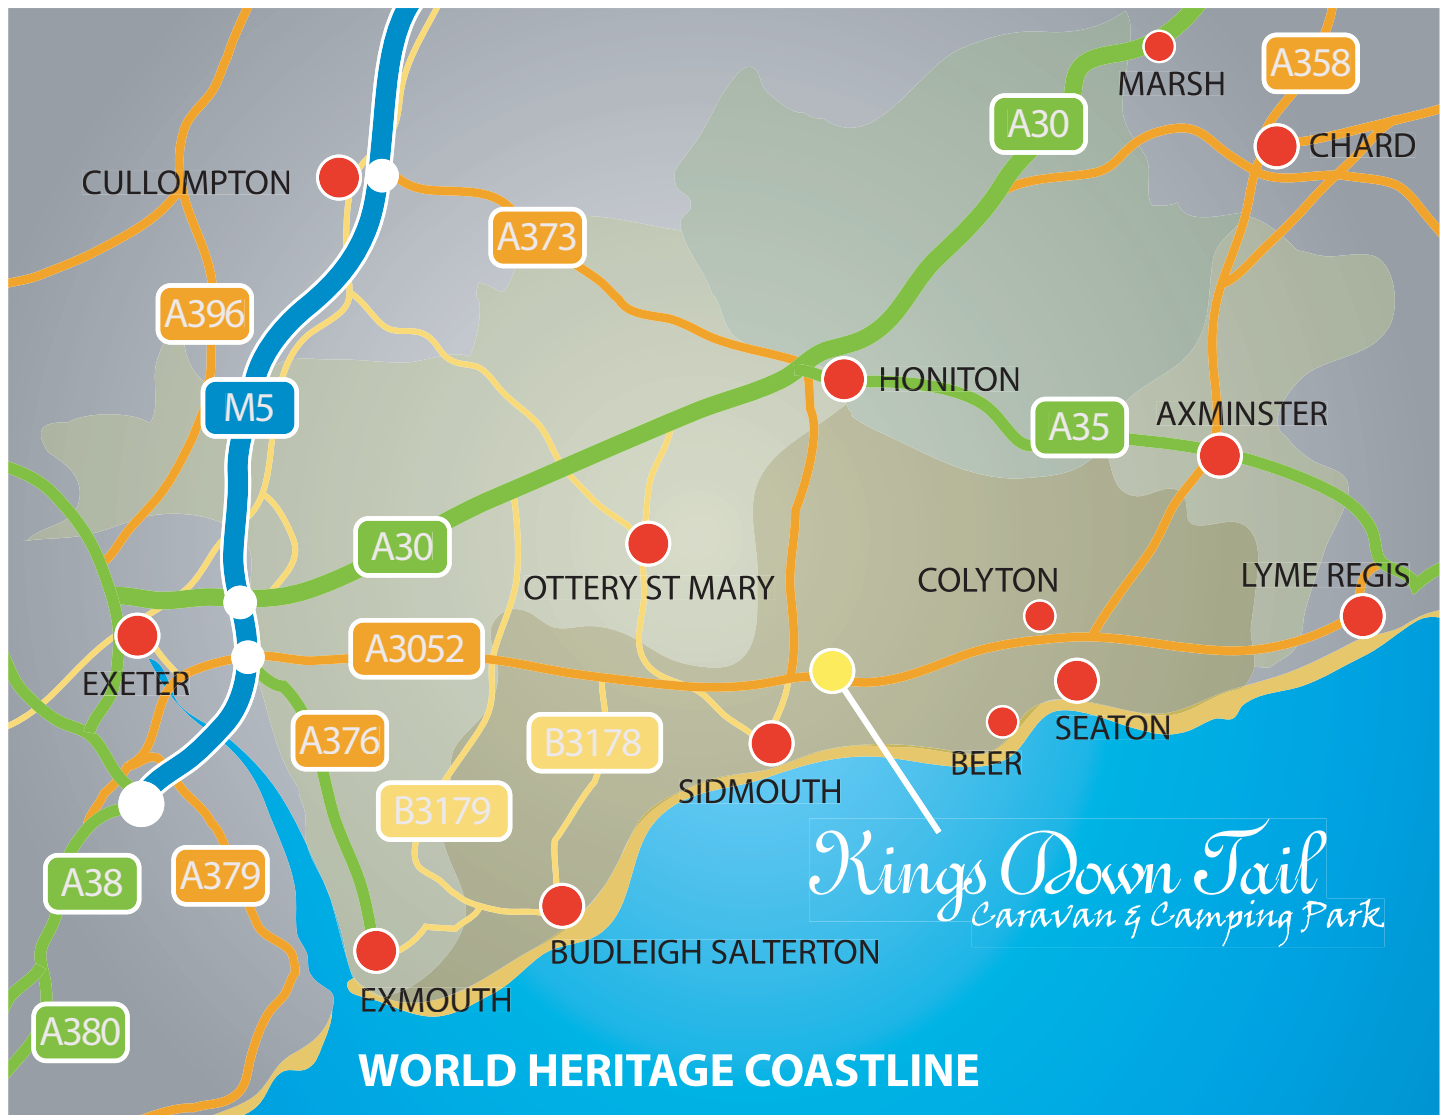 MARSH
A358
A30
CHARD
CULLOMPTON
A373
A396
M5
HONITON
A35
AXMINSTER
A30
OTTERY ST MARY
COLYTON
LYME REGIS
A3052
EXETER
A376
B3178
SEATON
BEER
SIDMOUTH
B3179
Kings Down Tail
Caravan & Camping Park
A38
A379
BUDLEIGH SALTERTON
EXMOUTH
A380
WORLD HERITAGE COASTLINE